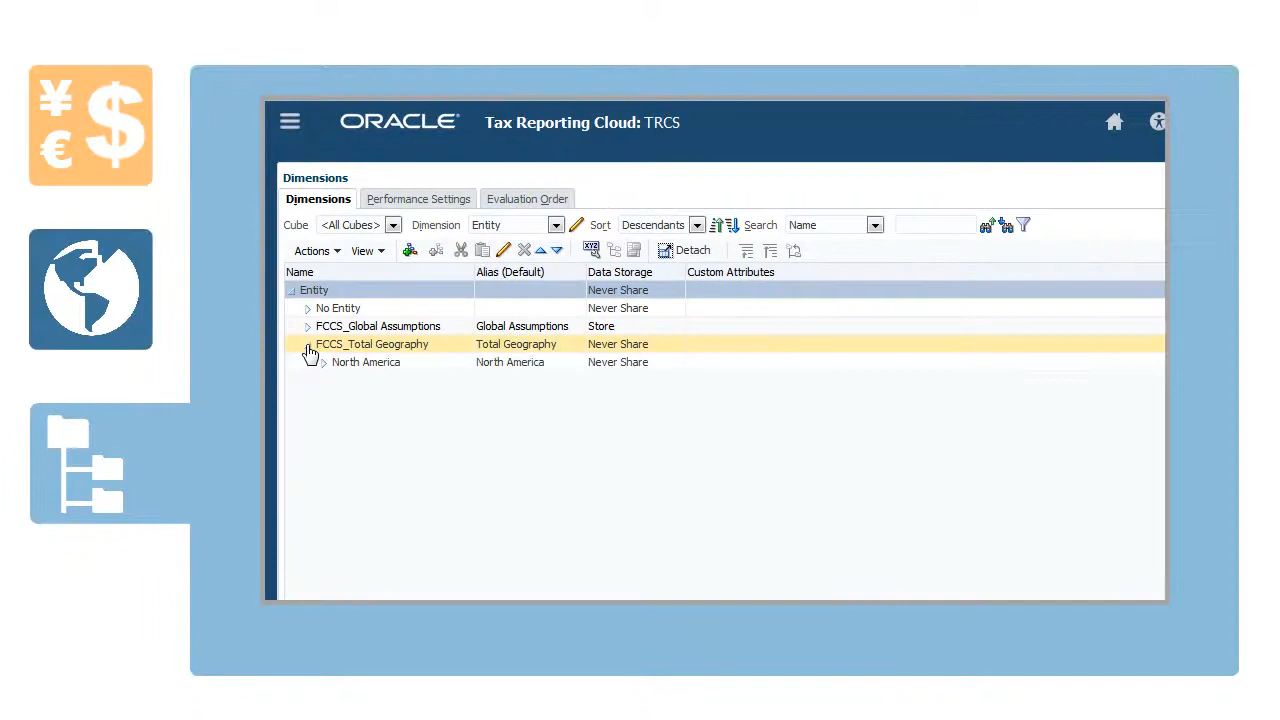 ¥ $
€
ORACLE® Tax Reporting Cloud: TRCS
Dimensions
Dimensions Performance Settings Evaluation Order
Cube <All Cubes> Dimension Entity Sort Descendants Search Name
Actions View XYZ Detach
Name Alias (Default) Data Storage Custom Attributes
Entity Never Share
No Entity Never Share
FCCS_Global Assumptions Global Assumptions Store
FCCS_Total Geography Total Geography Never Share
North America North America Never Share